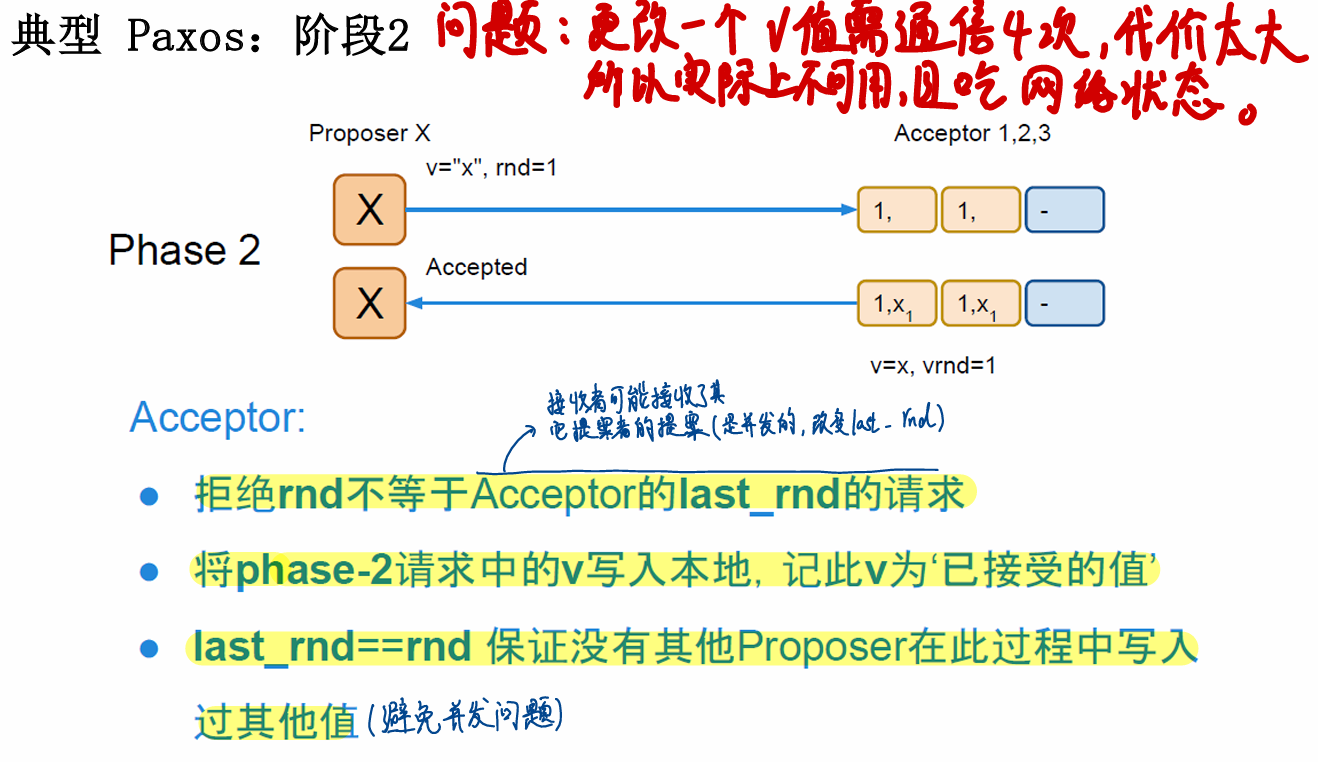 典型 Paxos：阶段2
问题：更改一个V值需通信4次，代价太大
所以实际上不可用，且吃网络状态。
Proposer X
Acceptor 1,2,3
v="x", rnd=1
X
1,
1,
-
Phase 2
Accepted
X
1,x1
1,x1
-
v=x, vrnd=1
接收者可能接收了其
它提案者的提案（是并发的，改变last_rnd）
Acceptor:
● 拒绝rnd不等于Acceptor的last_rnd的请求
● 将phase-2请求中的v写入本地, 记此v为‘已接受的值’
● last_rnd==rnd 保证没有其他Proposer在此过程中写入
过其他值（避免并发问题）